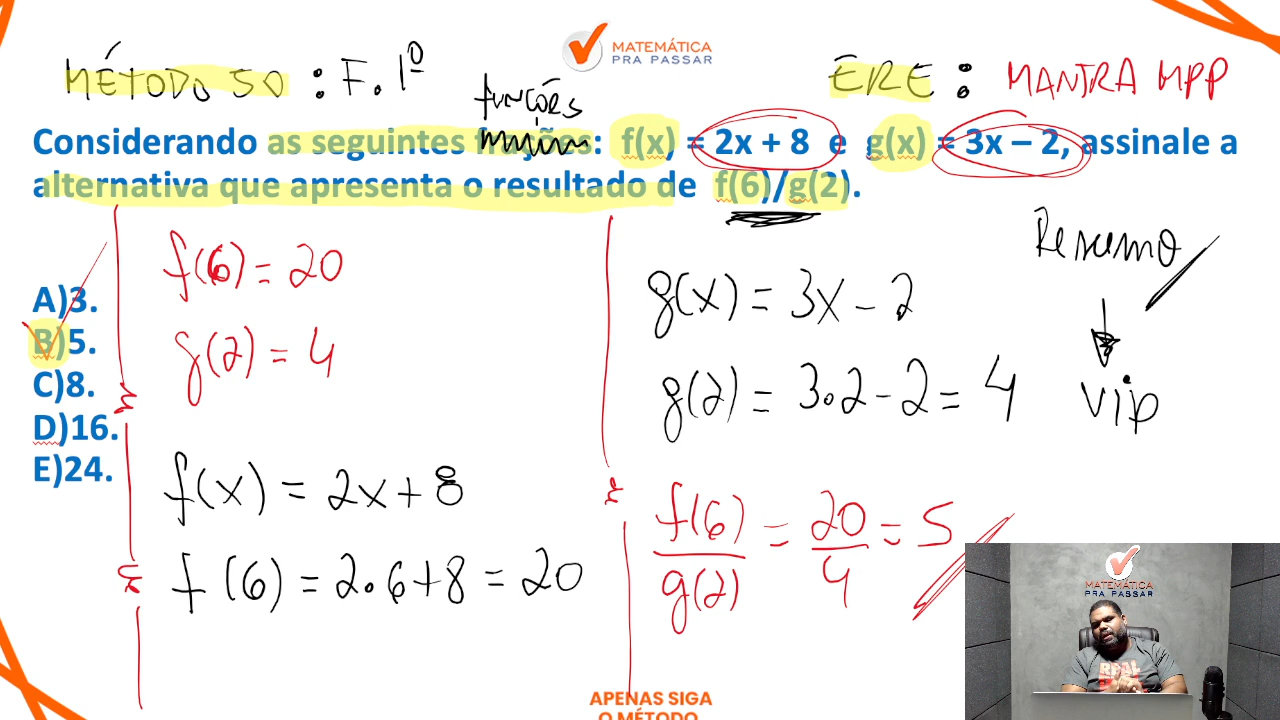 MATEMÁTICA
PRA PASSAR
MÉTODO 50 : F. 1º
ERE : MANTRA MPP
funções
Considerando as seguintes frações: f(x) = 2x + 8 e g(x) = 3x – 2, assinale a
alternativa que apresenta o resultado de f(6)/g(2).
A)3.
B)5.
C)8.
D)16.
E)24.
f(6) = 20
g(2) = 4
f(x) = 2x + 8
f(6) = 2.6+8 = 20
g(x) = 3x - 2
g(2) = 3.2 - 2 = 4
f(6)/g(2) = 20/4 = 5
Resumo
vip
MATEMÁTICA
PRA PASSAR
REAL
APENAS SIGA
O MÉTODO